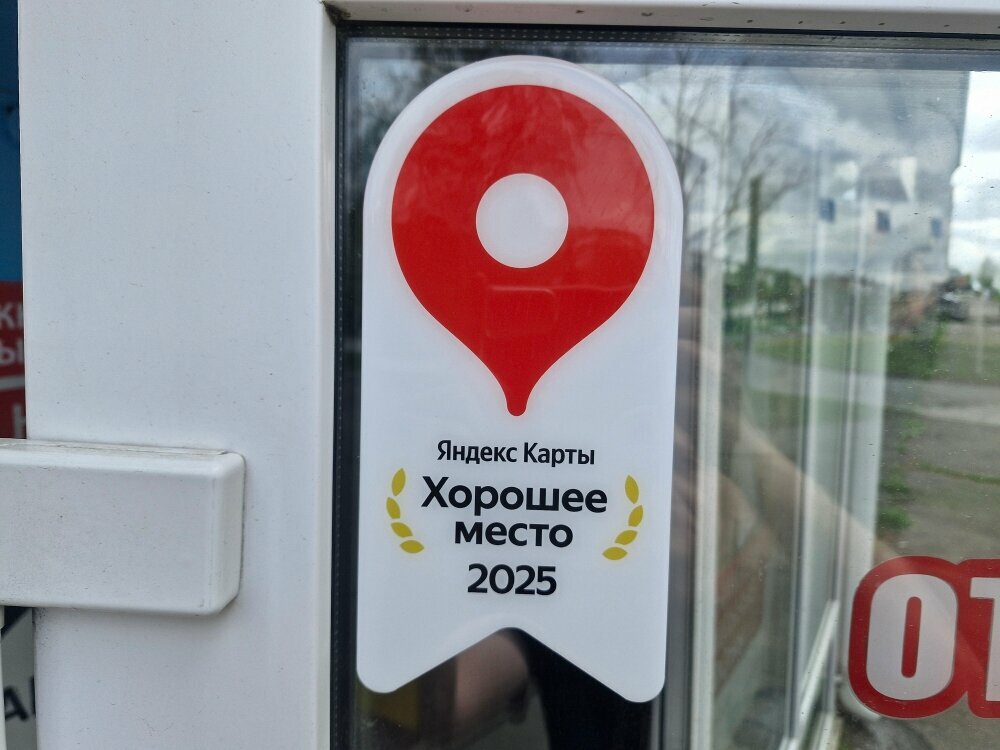 Яндекс Карты
Хорошее
место
2025